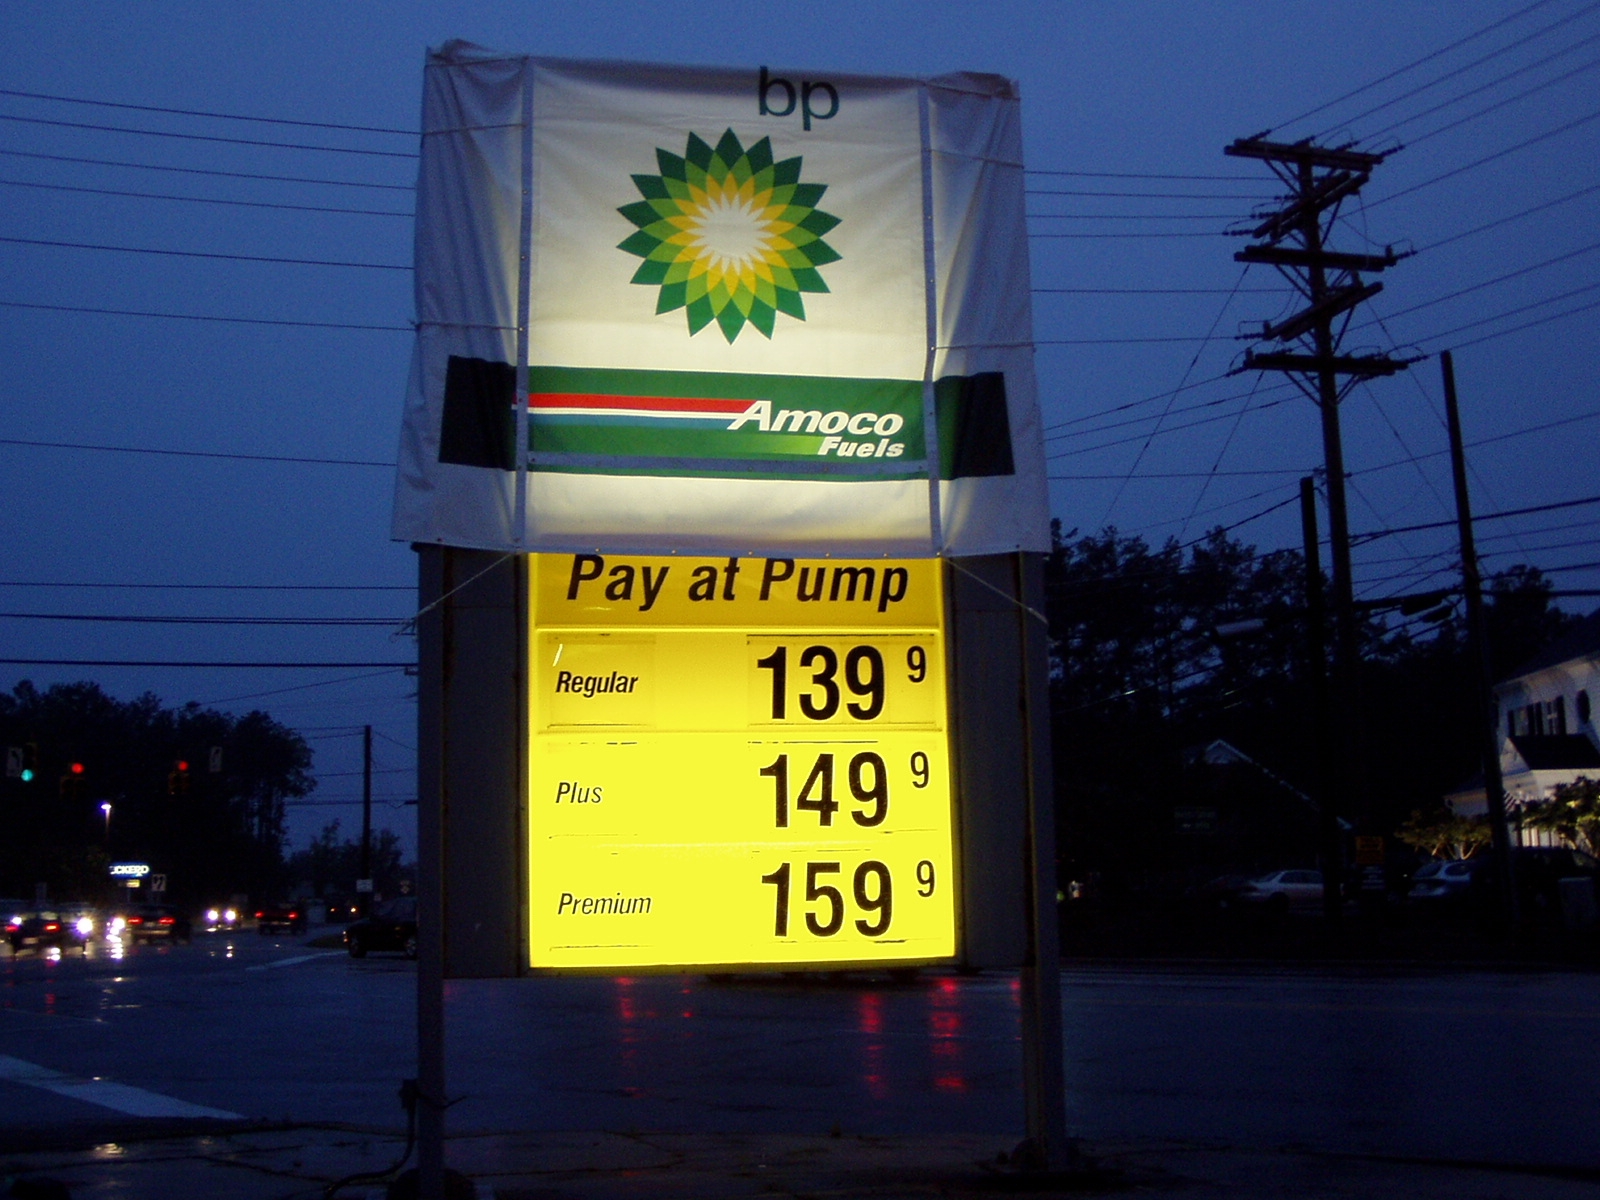 bp
Amoco
Fuels
Pay at Pump
Regular 139 9
Plus 149 9
Premium 159 9